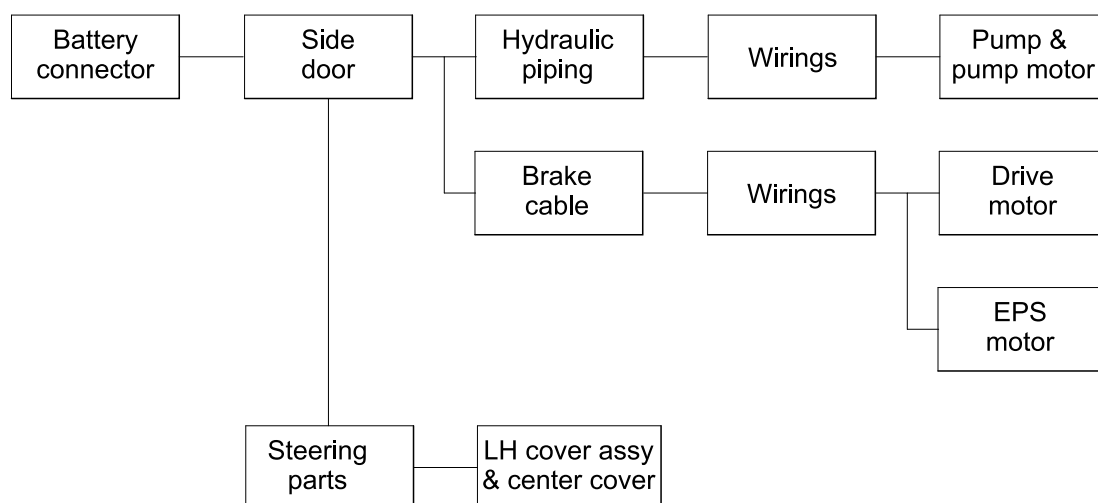 Battery
connector
Side
door
Hydraulic
piping
Wirings
Pump &
pump motor
Brake
cable
Wirings
Drive
motor
EPS
motor
Steering
parts
LH cover assy
& center cover